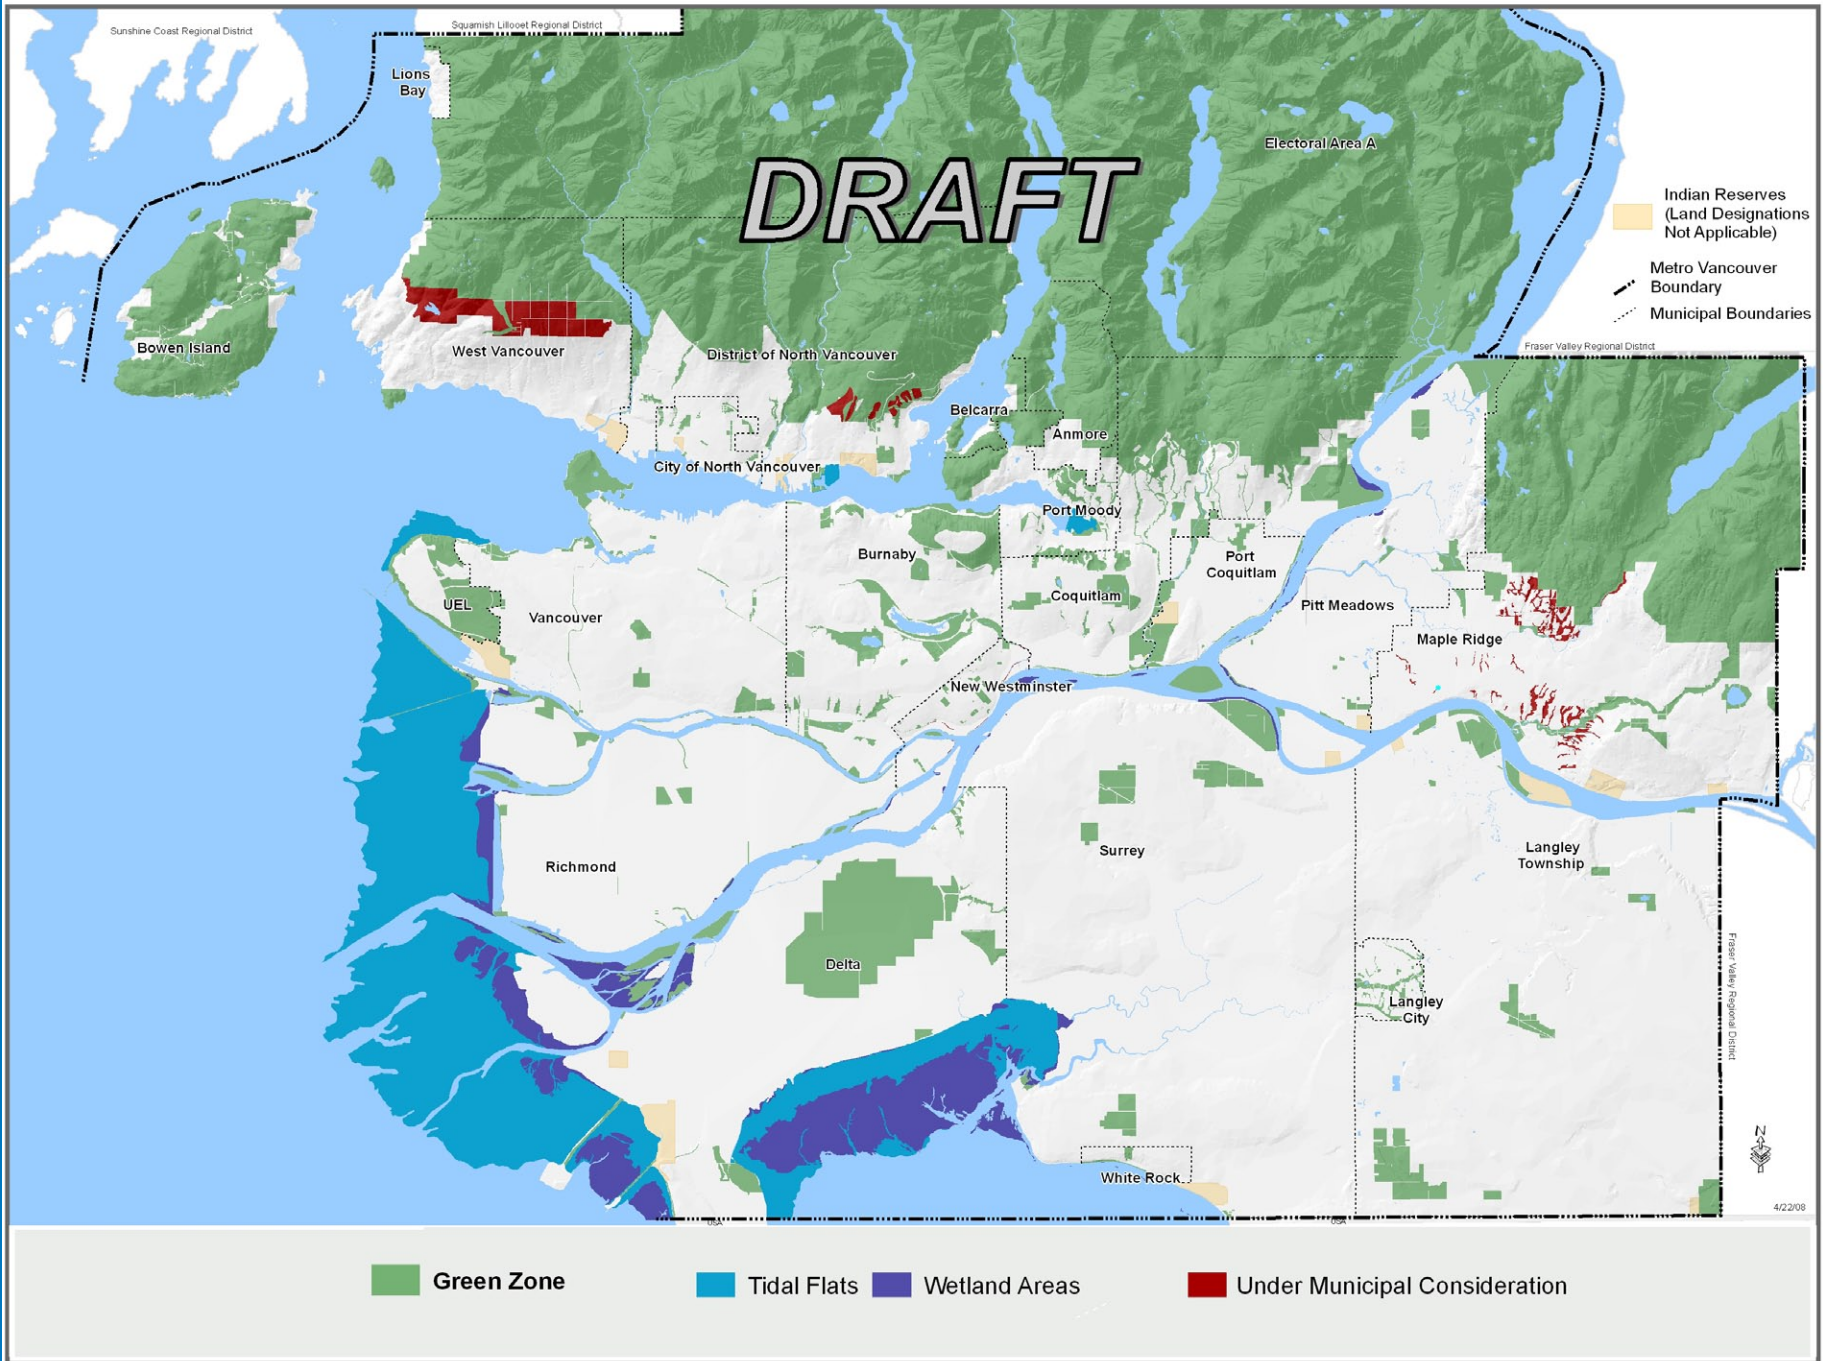 Sunshine Coast Regional District
Squamish Lillooet Regional District
Lions
Bay
DRAFT
Electoral Area A
Indian Reserves
(Land Designations
Not Applicable)
Metro Vancouver
Boundary
Municipal Boundaries
Fraser Valley Regional District
Bowen Island
West Vancouver
District of North Vancouver
Belcarra
Anmore
City of North Vancouver
Port Moody
Burnaby
Port
Coquitlam
Coquitlam
UEL
Vancouver
Pitt Meadows
Maple Ridge
New Westminster
Richmond
Surrey
Langley
Township
Delta
Langley
City
Fraser Valley Regional District
White Rock
N
4/22/08
USA
USA
Green Zone
Tidal Flats
Wetland Areas
Under Municipal Consideration